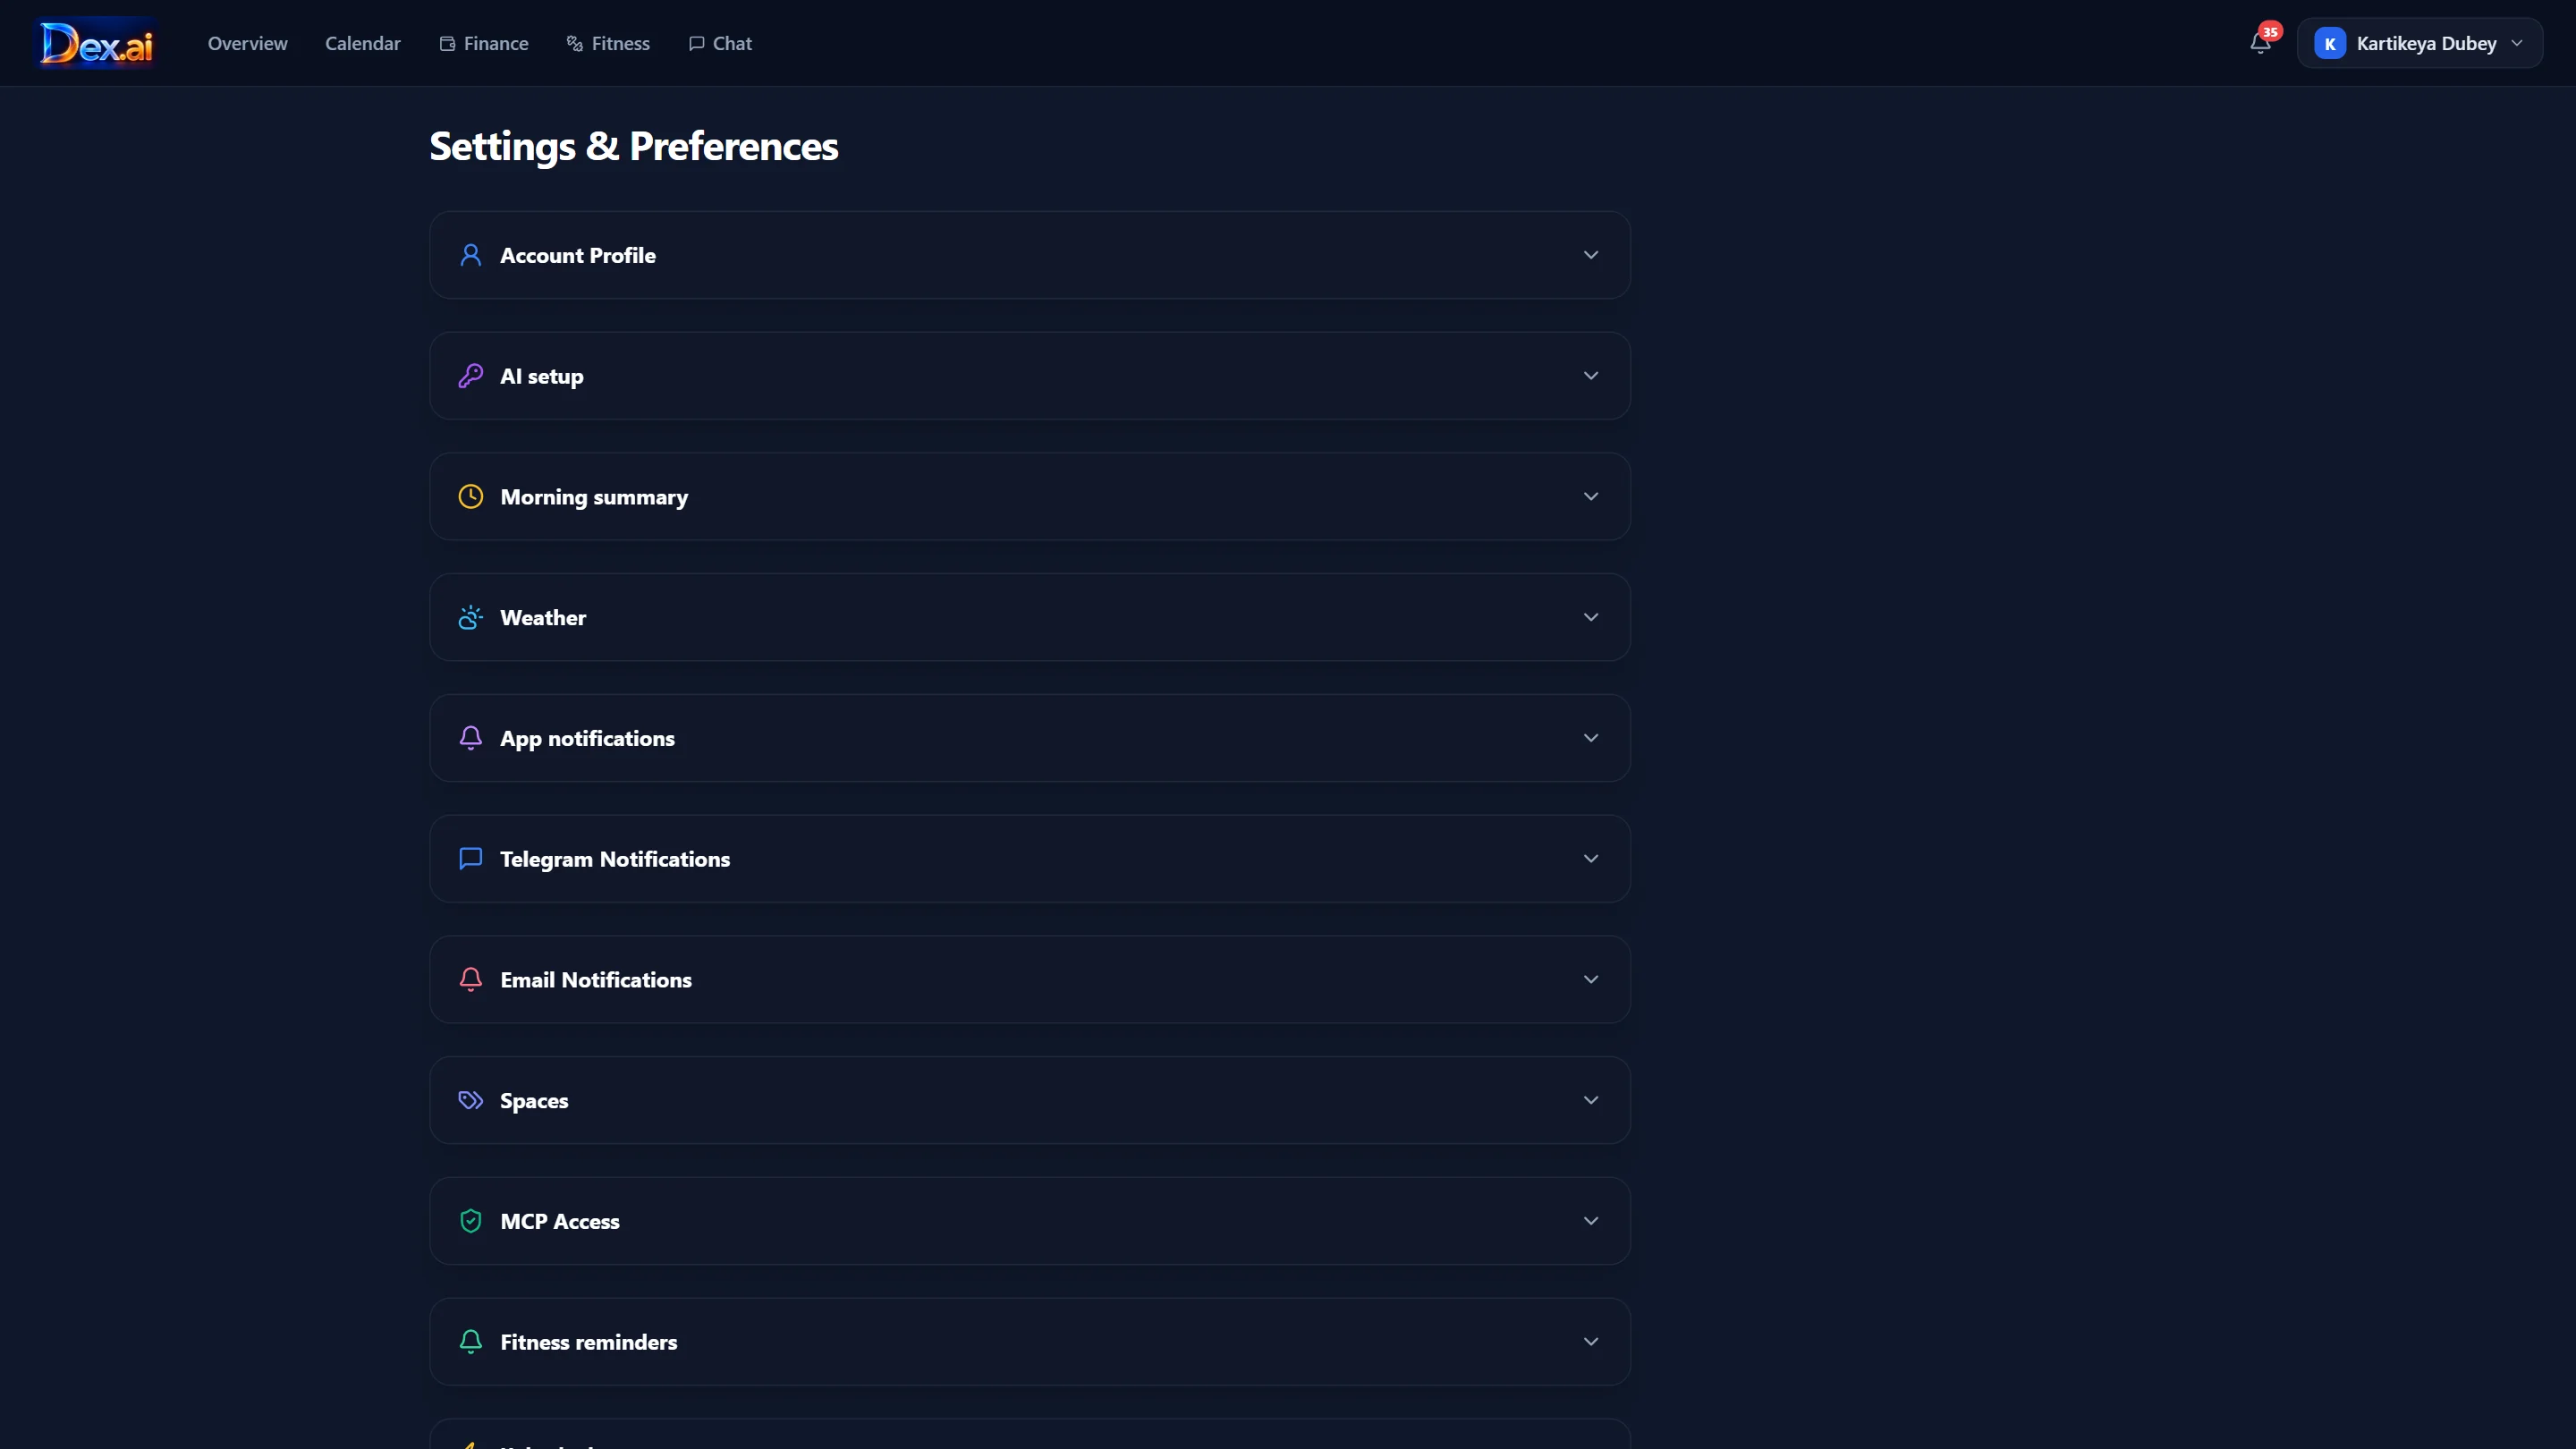 Dex.ai
Overview
Calendar
Finance
Fitness
Chat
35
K
Kartikeya Dubey
Settings & Preferences
Account Profile
AI setup
Morning summary
Weather
App notifications
Telegram Notifications
Email Notifications
Spaces
MCP Access
Fitness reminders